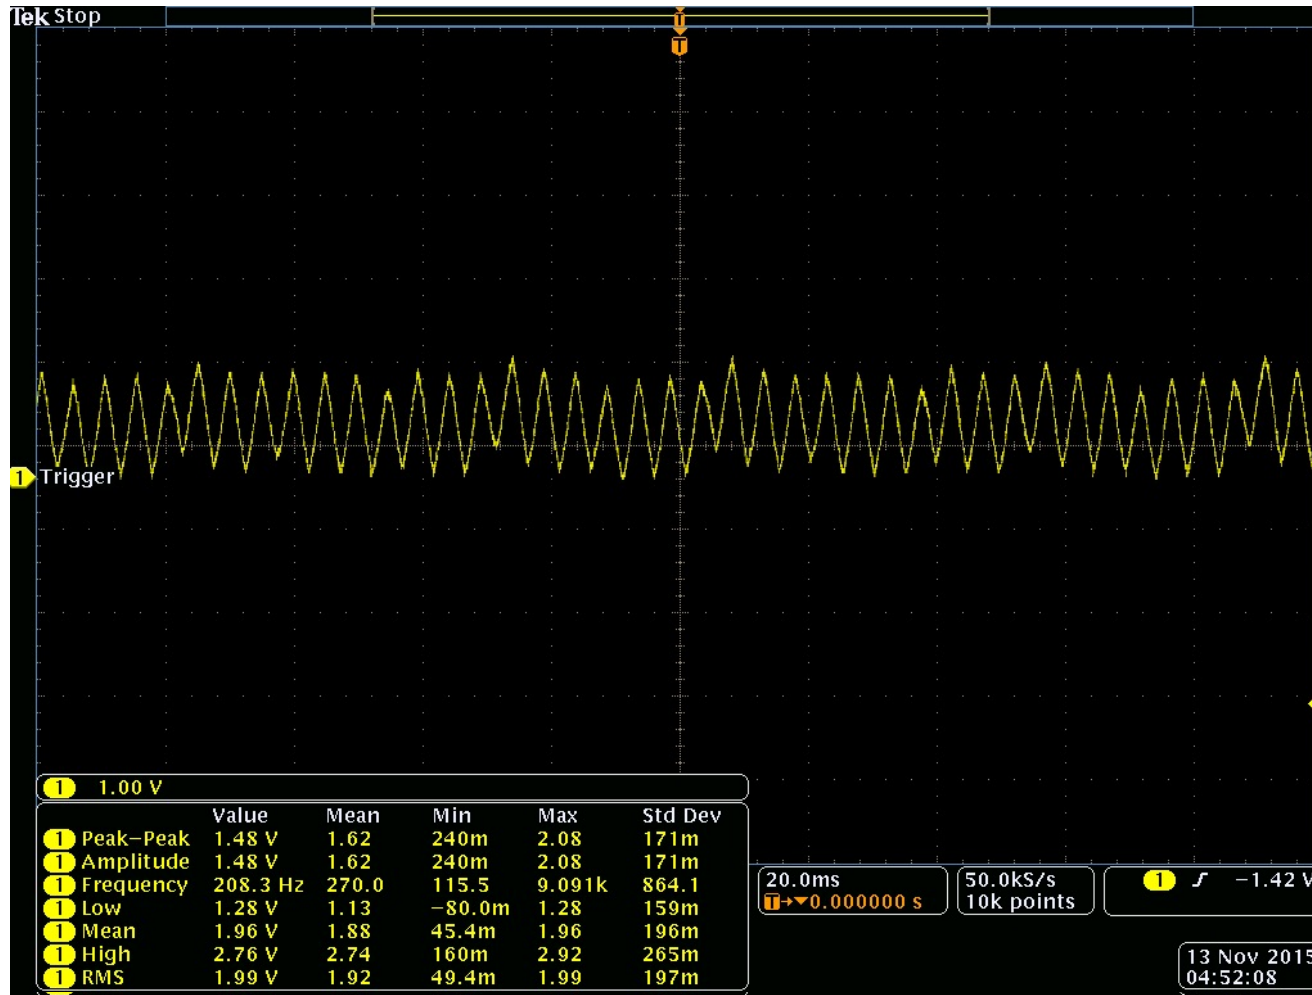 Tek Stop
T
T
1 Trigger
1 1.00 V
Value Mean Min Max Std Dev
1 Peak−Peak 1.48 V 1.62 240m 2.08 171m
1 Amplitude 1.48 V 1.62 240m 2.08 171m
1 Frequency 208.3 Hz 270.0 115.5 9.091k 864.1
1 Low 1.28 V 1.13 −80.0m 1.28 159m
1 Mean 1.96 V 1.88 45.4m 1.96 196m
1 High 2.76 V 2.74 160m 2.92 265m
1 RMS 1.99 V 1.92 49.4m 1.99 197m
20.0ms
T→▼0.000000 s
50.0kS/s
10k points
1 ∫ −1.42 V
13 Nov 2015
04:52:08